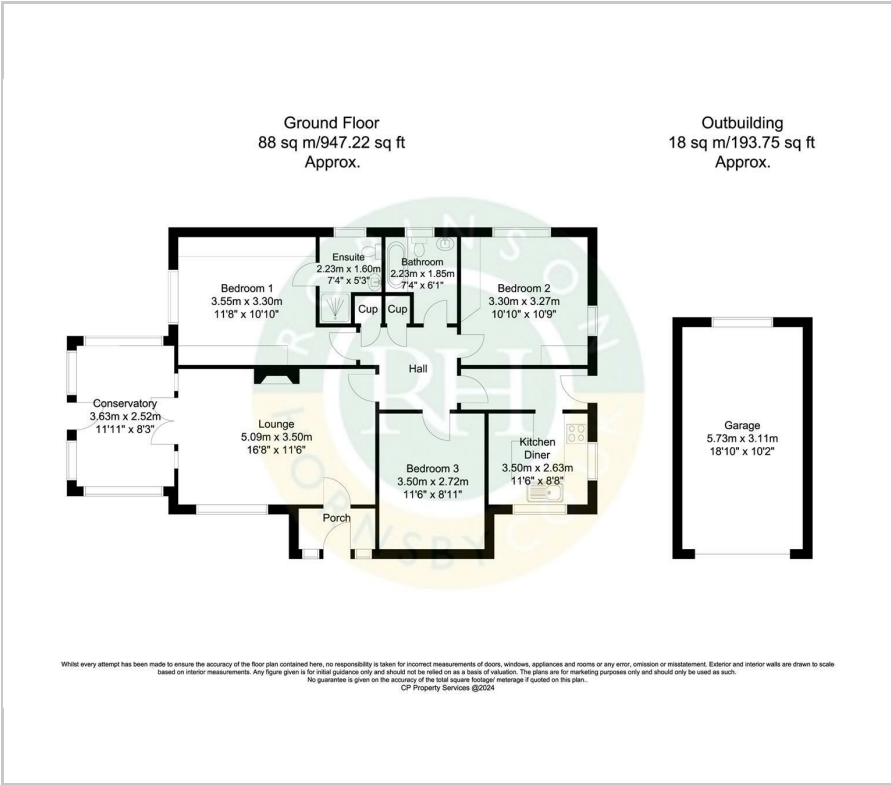 Ground Floor
88 sq m/947.22 sq ft
Approx.
Outbuilding
18 sq m/193.75 sq ft
Approx.
Ensuite
2.23m x 1.60m
7'4" x 5'3"
Bathroom
2.23m x 1.85m
7'4" x 6'1"
Bedroom 1
3.55m x 3.30m
11'8" x 10'10"
Bedroom 2
3.30m x 3.27m
10'10" x 10'9"
Cup
Cup
Hall
Conservatory
3.63m x 2.52m
11'11" x 8'3"
Lounge
5.09m x 3.50m
16'8" x 11'6"
Kitchen
Diner
3.50m x 2.63m
11'6" x 8'8"
Bedroom 3
3.50m x 2.72m
11'6" x 8'11"
Porch
Garage
5.73m x 3.11m
18'10" x 10'2"
ROBINSON
RH
HORNSBY & CO
Whilst every attempt has been made to ensure the accuracy of the floor plan contained here, no responsibility is taken for incorrect measurements of doors, windows, appliances and rooms or any error, omission or misstatement. Exterior and interior walls are drawn to scale
based on interior measurements. Any figure given is for initial guidance only and should not be relied on as a basis of valuation. The plans are for marketing purposes only and should only be used as such.
No guarantee is given on the accuracy of the total square footage/ meterage if quoted on this plan..
CP Property Services @2024